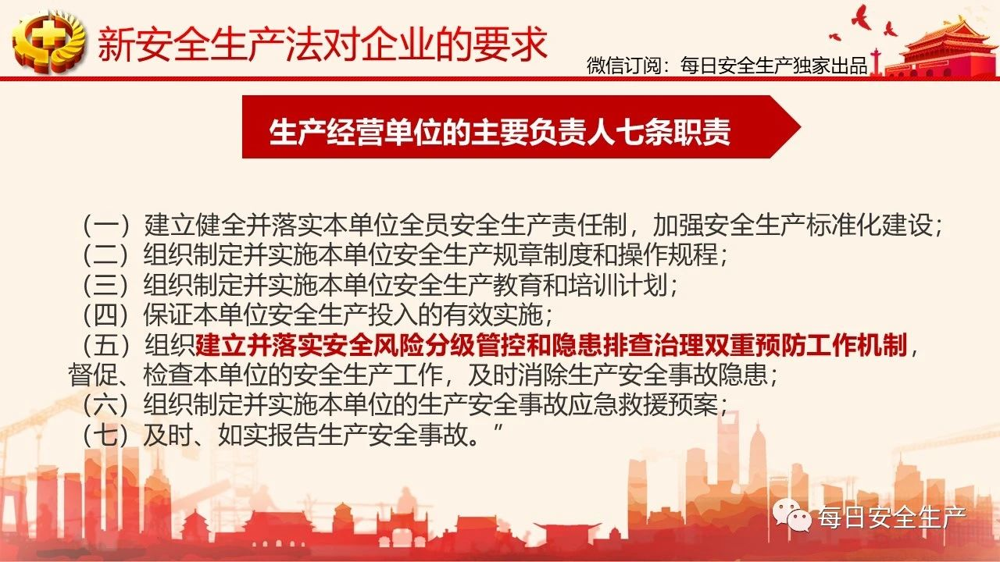 新安全生产法对企业的要求
微信订阅：每日安全生产独家出品
生产经营单位的主要负责人七条职责
（一）建立健全并落实本单位全员安全生产责任制，加强安全生产标准化建设；
（二）组织制定并实施本单位安全生产规章制度和操作规程；
（三）组织制定并实施本单位安全生产教育和培训计划；
（四）保证本单位安全生产投入的有效实施；
（五）组织建立并落实安全风险分级管控和隐患排查治理双重预防工作机制，
督促、检查本单位的安全生产工作，及时消除生产安全事故隐患；
（六）组织制定并实施本单位的生产安全事故应急救援预案；
（七）及时、如实报告生产安全事故。”
每日安全生产